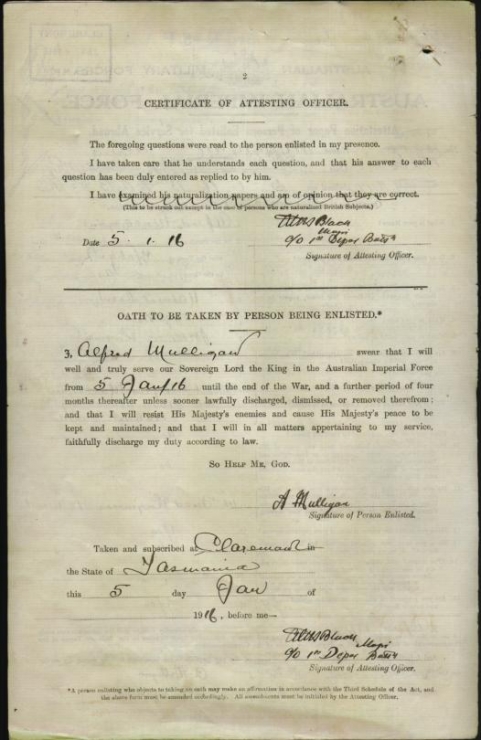 2
CERTIFICATE OF ATTESTING OFFICER.
The foregoing questions were read to the person enlisted in my presence.
I have taken care that he understands each question, and that his answer to each
question has been duly entered as replied to by him.
I have examined his naturalization papers and am of opinion that they are correct.
(This to be struck out except in the case of persons who are naturalized British Subjects.)
Black
Date 5. 1. 16
Major
O/C 1st Depot Battn
Signature of Attesting Officer.
OATH TO BE TAKEN BY PERSON BEING ENLISTED.*
3, Alfred Mulligan swear that I will
well and truly serve our Sovereign Lord the King in the Australian Imperial Force
from 5 Jany 16 until the end of the War, and a further period of four
months thereafter unless sooner lawfully discharged, dismissed, or removed therefrom;
and that I will resist His Majesty's enemies and cause His Majesty's peace to be
kept and maintained; and that I will in all matters appertaining to my service,
faithfully discharge my duty according to law.
SO HELP ME, GOD.
A Mulligan
Signature of Person Enlisted.
Taken and subscribed at Claremont in
the State of Tasmania
this 5 day Jan of
1916, before me—
Black Major
O/C 1st Depot Battn
Signature of Attesting Officer.
*A person enlisting who objects to taking an oath may make an affirmation in accordance with the Third Schedule of the Act, and
the above form must be amended accordingly. All amendments must be initialed by the Attesting Officer.